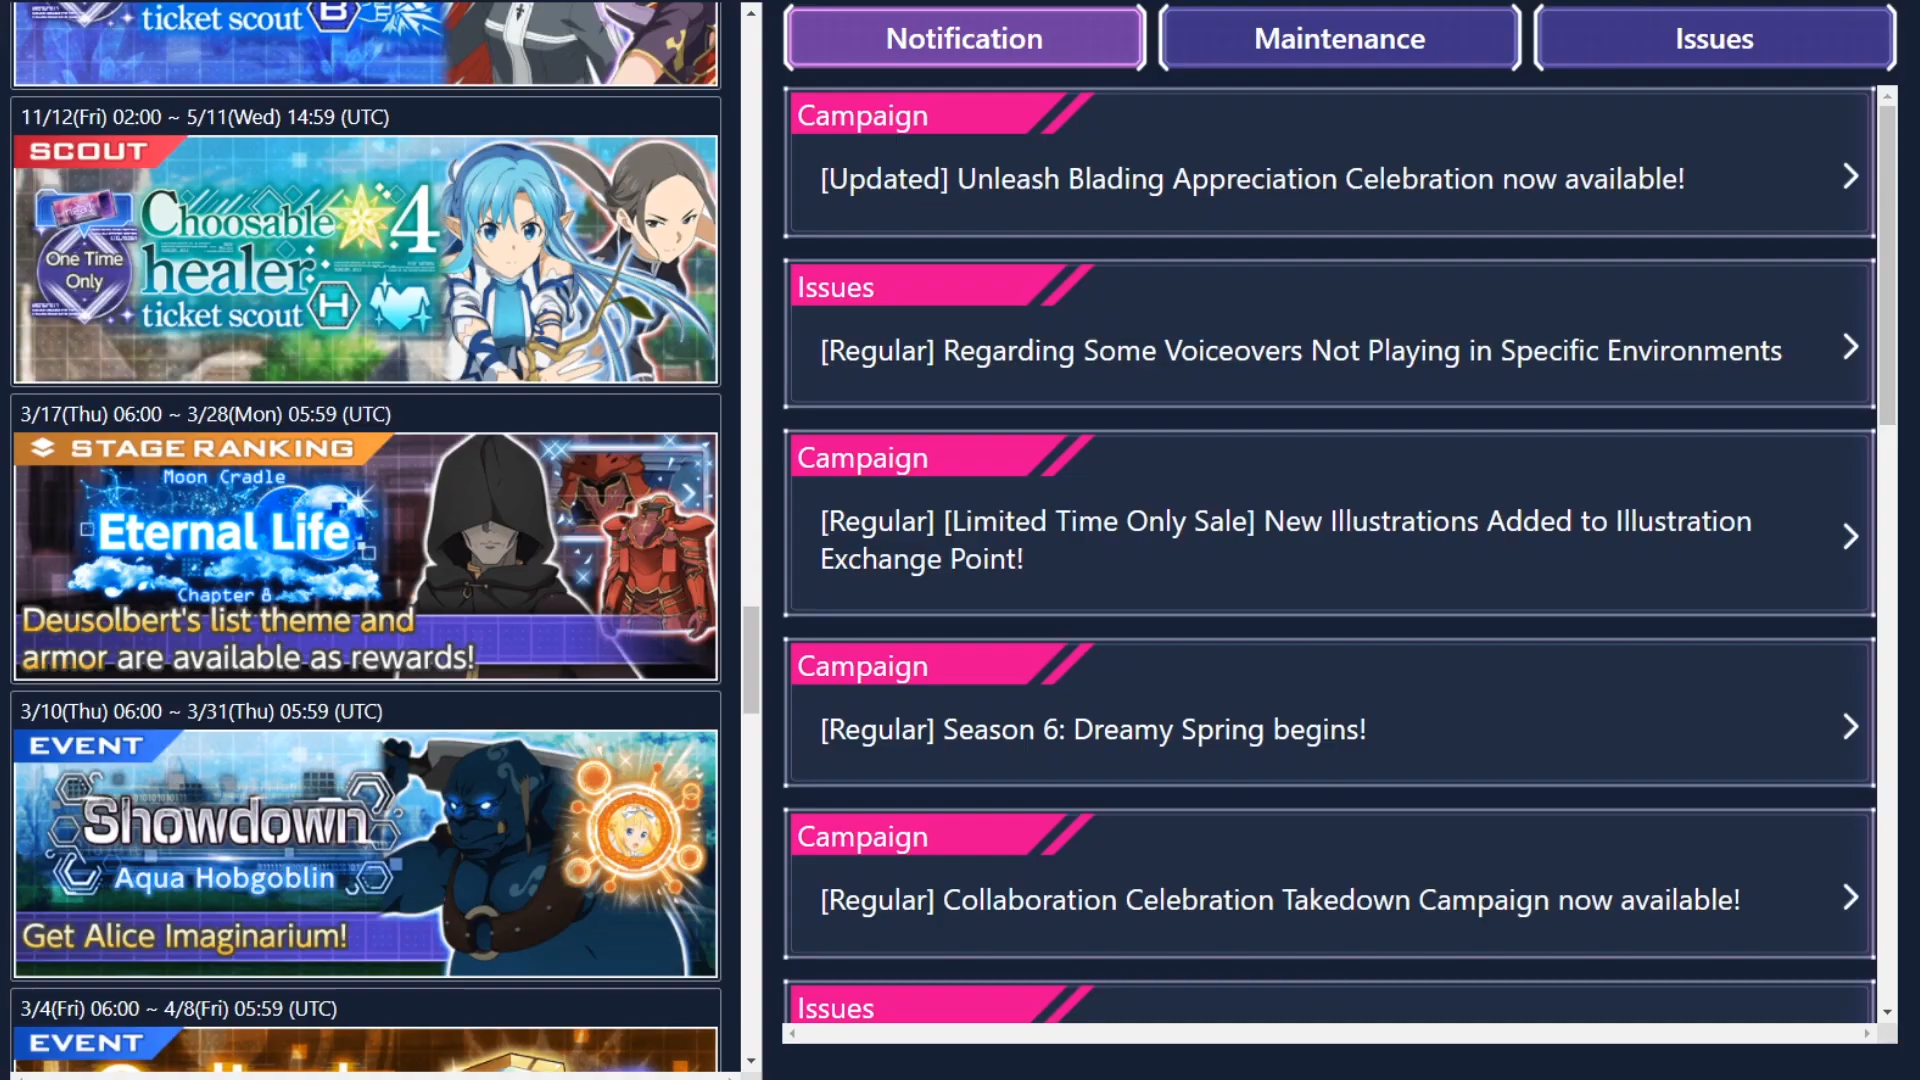 ticket scout B
11/12(Fri) 02:00 ~ 5/11(Wed) 14:59 (UTC)
SCOUT
One Time
Only
Choosable 4
healer
ticket scout H
3/17(Thu) 06:00 ~ 3/28(Mon) 05:59 (UTC)
STAGE RANKING
Moon Cradle
Eternal Life
Chapter 8
Deusolbert's list theme and
armor are available as rewards!
3/10(Thu) 06:00 ~ 3/31(Thu) 05:59 (UTC)
EVENT
Showdown
Aqua Hobgoblin
Get Alice Imaginarium!
3/4(Fri) 06:00 ~ 4/8(Fri) 05:59 (UTC)
EVENT
Notification
Maintenance
Issues
Campaign
[Updated] Unleash Blading Appreciation Celebration now available!
Issues
[Regular] Regarding Some Voiceovers Not Playing in Specific Environments
Campaign
[Regular] [Limited Time Only Sale] New Illustrations Added to Illustration
Exchange Point!
Campaign
[Regular] Season 6: Dreamy Spring begins!
Campaign
[Regular] Collaboration Celebration Takedown Campaign now available!
Issues